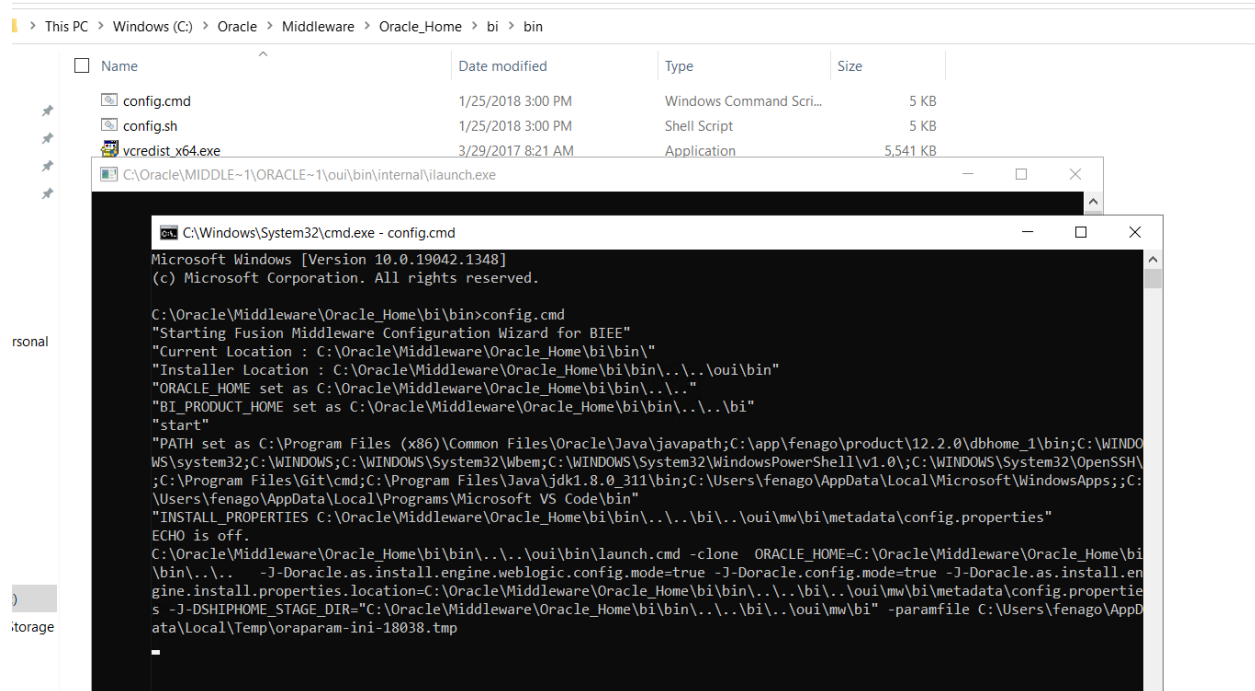 This PC > Windows (C:) > Oracle > Middleware > Oracle_Home > bi > bin
Name Date modified Type Size
config.cmd 1/25/2018 3:00 PM Windows Command Scri... 5 KB
config.sh 1/25/2018 3:00 PM Shell Script 5 KB
vcredist_x64.exe 3/29/2017 8:21 AM Application 5,541 KB
C:\Oracle\MIDDLE~1\ORACLE~1\oui\bin\internal\ilaunch.exe
C:\Windows\System32\cmd.exe - config.cmd
Microsoft Windows [Version 10.0.19042.1348]
(c) Microsoft Corporation. All rights reserved.
C:\Oracle\Middleware\Oracle_Home\bi\bin>config.cmd
"Starting Fusion Middleware Configuration Wizard for BIEE"
"Current Location : C:\Oracle\Middleware\Oracle_Home\bi\bin\"
"Installer Location : C:\Oracle\Middleware\Oracle_Home\bi\bin\..\..\oui\bin"
"ORACLE_HOME set as C:\Oracle\Middleware\Oracle_Home\bi\bin\..\.."
"BI_PRODUCT_HOME set as C:\Oracle\Middleware\Oracle_Home\bi\bin\..\..\bi"
"start"
"PATH set as C:\Program Files (x86)\Common Files\Oracle\Java\javapath;C:\app\fenago\product\12.2.0\dbhome_1\bin;C:\WINDO
WS\system32;C:\WINDOWS;C:\WINDOWS\System32\Wbem;C:\WINDOWS\System32\WindowsPowerShell\v1.0\;C:\WINDOWS\System32\OpenSSH\
;C:\Program Files\Git\cmd;C:\Program Files\Java\jdk1.8.0_311\bin;C:\Users\fenago\AppData\Local\Microsoft\WindowsApps;;C:
\Users\fenago\AppData\Local\Programs\Microsoft VS Code\bin"
"INSTALL_PROPERTIES C:\Oracle\Middleware\Oracle_Home\bi\bin\..\..\bi\..\oui\mw\bi\metadata\config.properties"
ECHO is off.
C:\Oracle\Middleware\Oracle_Home\bi\bin\..\..\oui\bin\launch.cmd -clone  ORACLE_HOME=C:\Oracle\Middleware\Oracle_Home\bi
\bin\..\..   -J-Doracle.as.install.engine.weblogic.config.mode=true -J-Doracle.config.mode=true -J-Doracle.as.install.en
gine.install.properties.location=C:\Oracle\Middleware\Oracle_Home\bi\bin\..\..\bi\..\oui\mw\bi\metadata\config.propertie
s -J-DSHIPHOME_STAGE_DIR="C:\Oracle\Middleware\Oracle_Home\bi\bin\..\..\bi\..\oui\mw\bi" -paramfile C:\Users\fenago\AppD
ata\Local\Temp\oraparam-ini-18038.tmp
rsonal
)
Storage